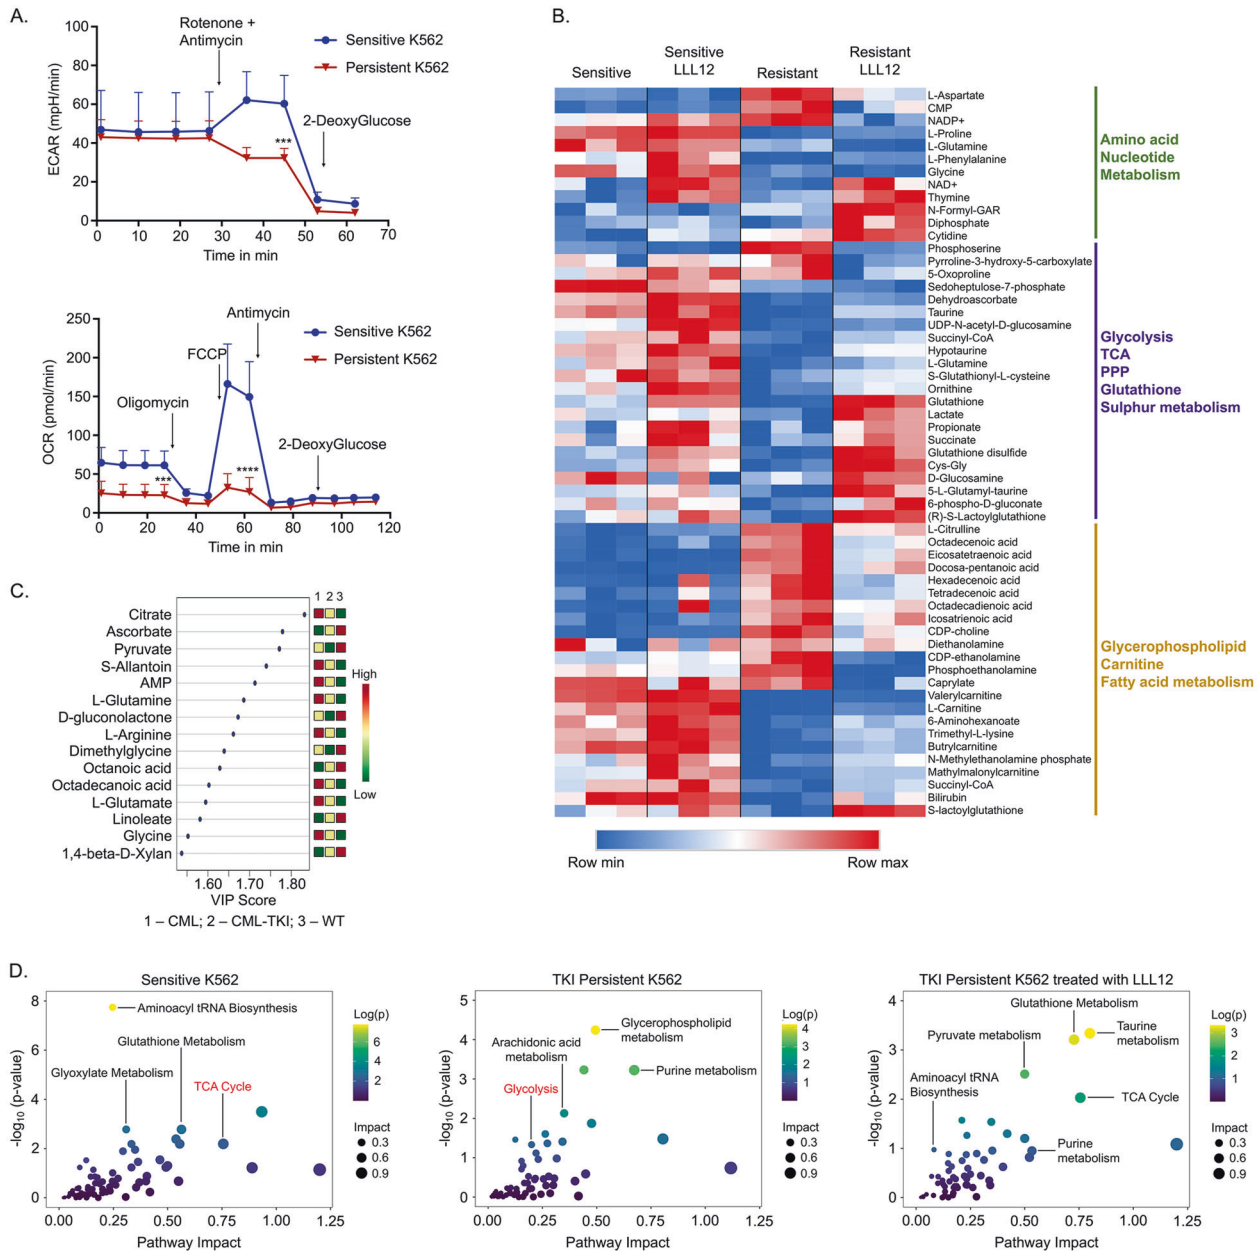 A.
Rotenone +
Antimycin
Sensitive K562
Persistent K562
2-DeoxyGlucose
***
ECAR (mpH/min)
100
80
60
40
20
0
0 10 20 30 40 50 60 70
Time in min
Antimycin
Sensitive K562
Persistent K562
FCCP
Oligomycin
2-DeoxyGlucose
***
****
OCR (pmol/min)
250
200
150
100
50
0
0 20 40 60 80 100 120
Time in min
B.
Sensitive
Sensitive
LLL12
Resistant
Resistant
LLL12
L-Aspartate
CMP
NADP+
L-Proline
L-Glutamine
L-Phenylalanine
Glycine
NAD+
Thymine
N-Formyl-GAR
Diphosphate
Cytidine
Phosphoserine
Pyrroline-3-hydroxy-5-carboxylate
5-Oxoproline
Sedoheptulose-7-phosphate
Dehydroascorbate
Taurine
UDP-N-acetyl-D-glucosamine
Succinyl-CoA
Hypotaurine
L-Glutamine
S-Glutathionyl-L-cysteine
Ornithine
Glutathione
Lactate
Propionate
Succinate
Glutathione disulfide
Cys-Gly
D-Glucosamine
5-L-Glutamyl-taurine
6-phospho-D-gluconate
(R)-S-Lactoylglutathione
L-Citrulline
Octadecenoic acid
Eicosatetraenoic acid
Docosa-pentanoic acid
Hexadecenoic acid
Tetradecenoic acid
Octadecadienoic acid
Icosatrienoic acid
CDP-choline
Diethanolamine
CDP-ethanolamine
Phosphoethanolamine
Caprylate
Valerylcarnitine
L-Carnitine
6-Aminohexanoate
Trimethyl-L-lysine
Butrylcarnitine
N-Methylethanolamine phosphate
Mathylmalonylcarnitine
Succinyl-CoA
Bilirubin
S-lactoylglutathione
Amino acid
Nucleotide
Metabolism
Glycolysis
TCA
PPP
Glutathione
Sulphur metabolism
Glycerophospholipid
Carnitine
Fatty acid metabolism
Row min
Row max
C.
1 2 3
Citrate
Ascorbate
Pyruvate
S-Allantoin
AMP
L-Glutamine
D-gluconolactone
L-Arginine
Dimethylglycine
Octanoic acid
Octadecanoic acid
L-Glutamate
Linoleate
Glycine
1,4-beta-D-Xylan
High
Low
1.60 1.70 1.80
VIP Score
1 – CML; 2 – CML-TKI; 3 – WT
D.
Sensitive K562
Aminoacyl tRNA Biosynthesis
Glutathione Metabolism
Glyoxylate Metabolism
TCA Cycle
-log10 (p-value)
8
6
4
2
0
0.00 0.25 0.50 0.75 1.00 1.25
Pathway Impact
Log(p)
6
4
2
Impact
0.3
0.6
0.9
TKI Persistent K562
Glycerophospholipid
metabolism
Arachidonic acid
metabolism
Purine metabolism
Glycolysis
-log10 (p-value)
5
4
3
2
1
0
0.00 0.25 0.50 0.75 1.00 1.25
Pathway Impact
Log(p)
4
3
2
1
Impact
0.3
0.6
0.9
TKI Persistent K562 treated with LLL12
Glutathione Metabolism
Pyruvate metabolism
Taurine
metabolism
Aminoacyl tRNA
Biosynthesis
TCA Cycle
Purine
metabolism
-log10 (p-value)
4
3
2
1
0
0.00 0.25 0.50 0.75 1.00 1.25
Pathway Impact
Log(p)
3
2
1
Impact
0.3
0.6
0.9